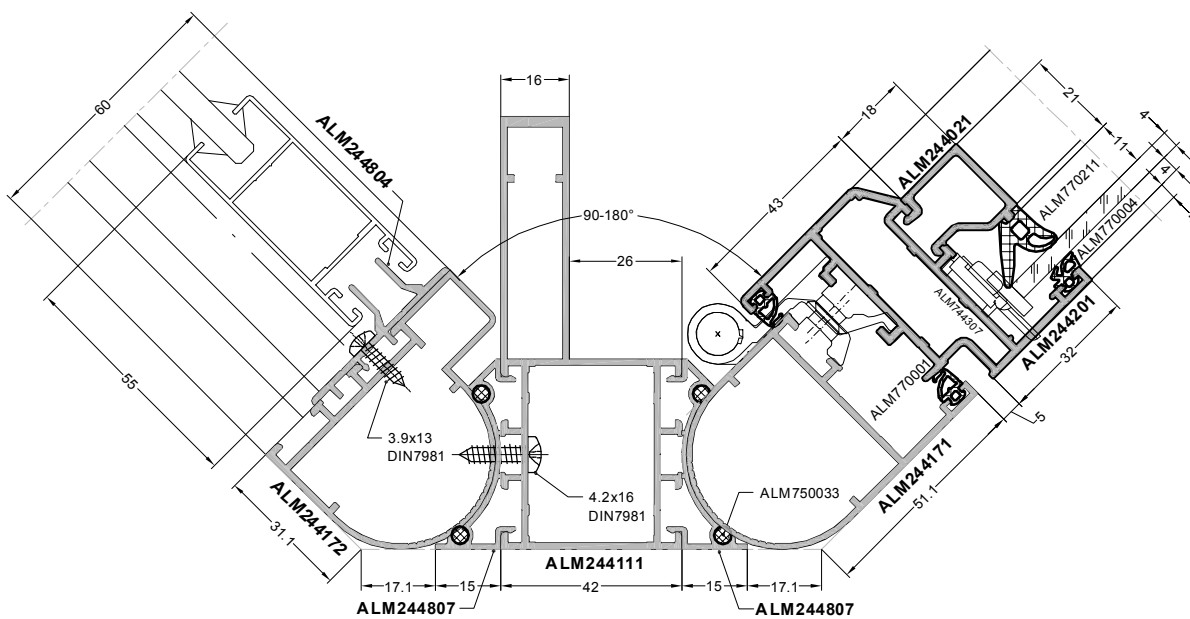 60
ALM244804
55
16
90-180°
26
43
18
ALM244021
21
11
4
4
ALM770211
ALM770004
ALM744307
ALM244201
32
5
ALM770001
ALM244171
51.1
3.9x13
DIN7981
4.2x16
DIN7981
ALM750033
ALM244172
31.1
ALM244111
17.1
15
42
15
17.1
ALM244807
ALM244807
x